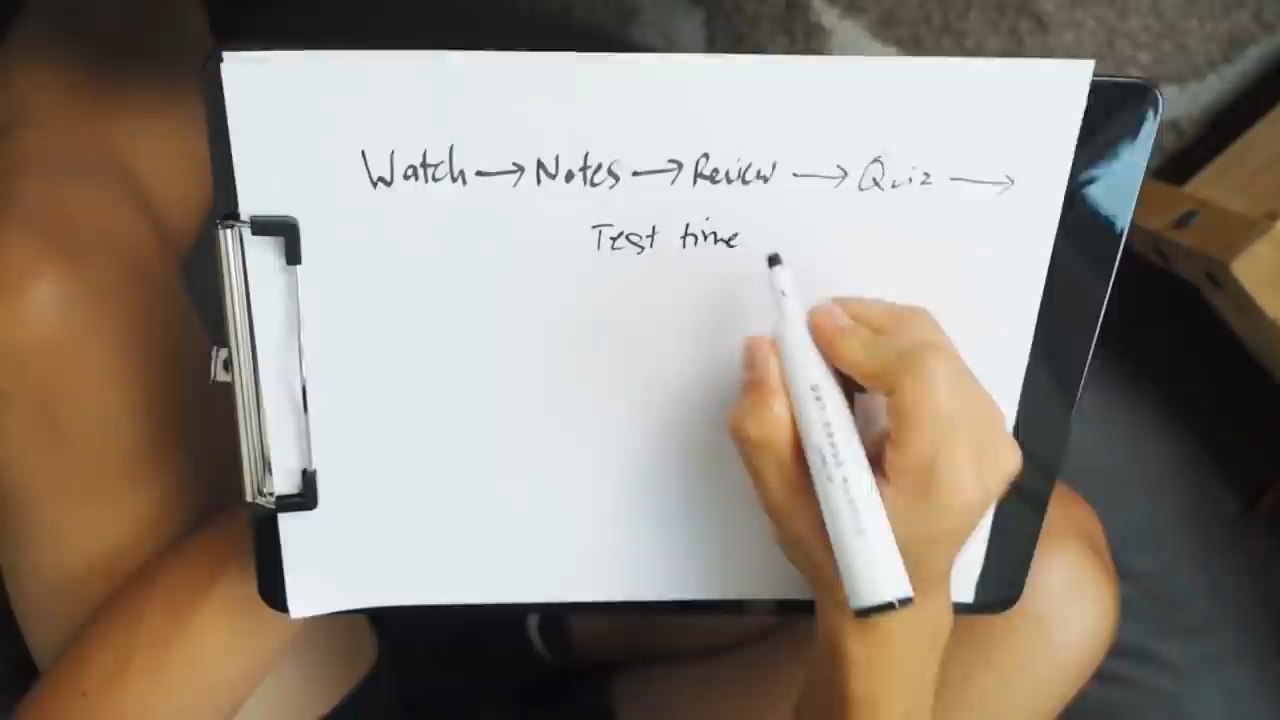 Watch → Notes → Review → Quiz →
Test time